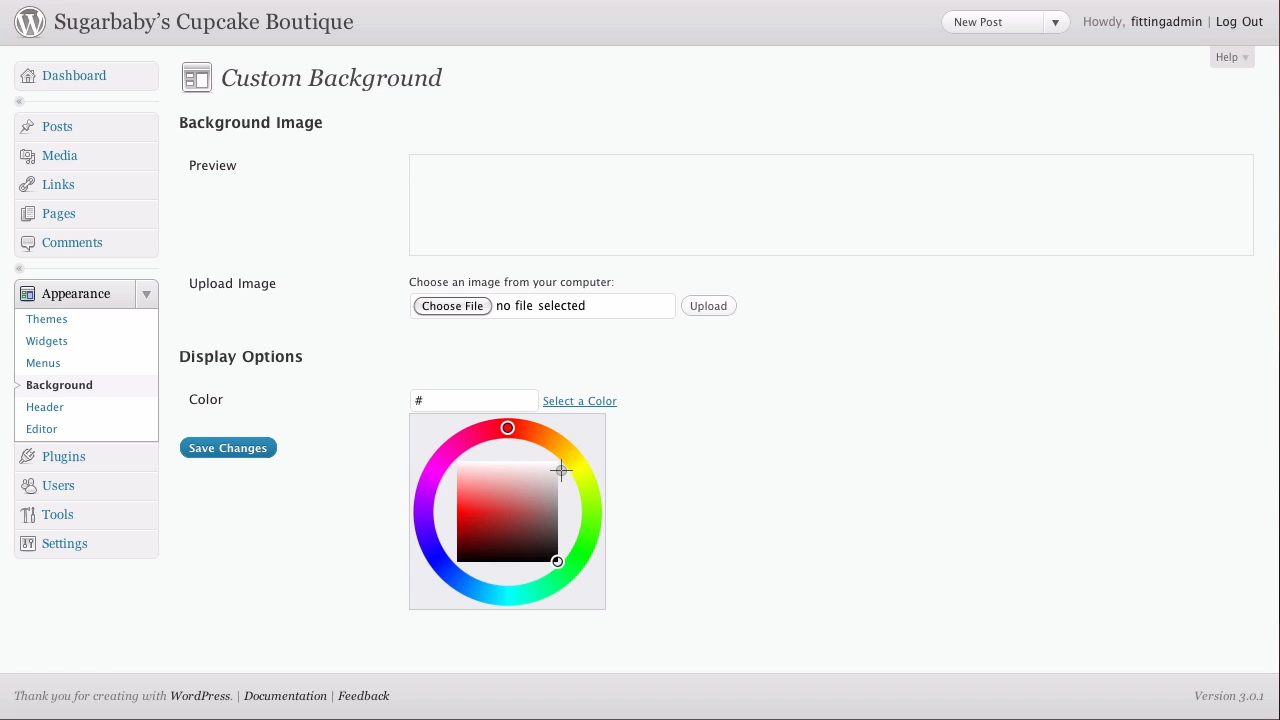 Sugarbaby's Cupcake Boutique
New Post
Howdy, fittingadmin | Log Out
Help
Dashboard
Posts
Media
Links
Pages
Comments
Appearance
Themes
Widgets
Menus
Background
Header
Editor
Plugins
Users
Tools
Settings
Custom Background
Background Image
Preview
Upload Image
Choose an image from your computer:
Choose File no file selected Upload
Display Options
Color
# Select a Color
Save Changes
Thank you for creating with WordPress. | Documentation | Feedback
Version 3.0.1